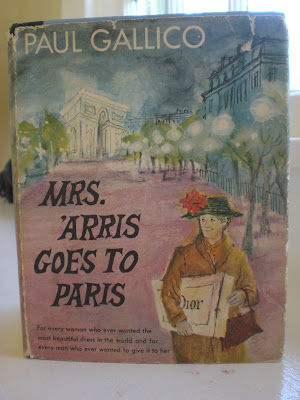 PAUL GALLICO
MRS.
'ARRIS
GOES TO
PARIS
Dior
For every woman who ever wanted the
most beautiful dress in the world and for
every man who ever wanted to give it to her